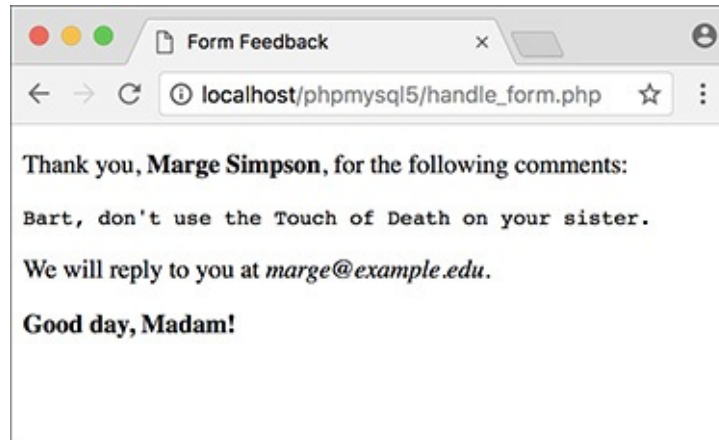 Form Feedback
localhost/phpmysql5/handle_form.php
Thank you, Marge Simpson, for the following comments:
Bart, don't use the Touch of Death on your sister.
We will reply to you at marge@example.edu.
Good day, Madam!